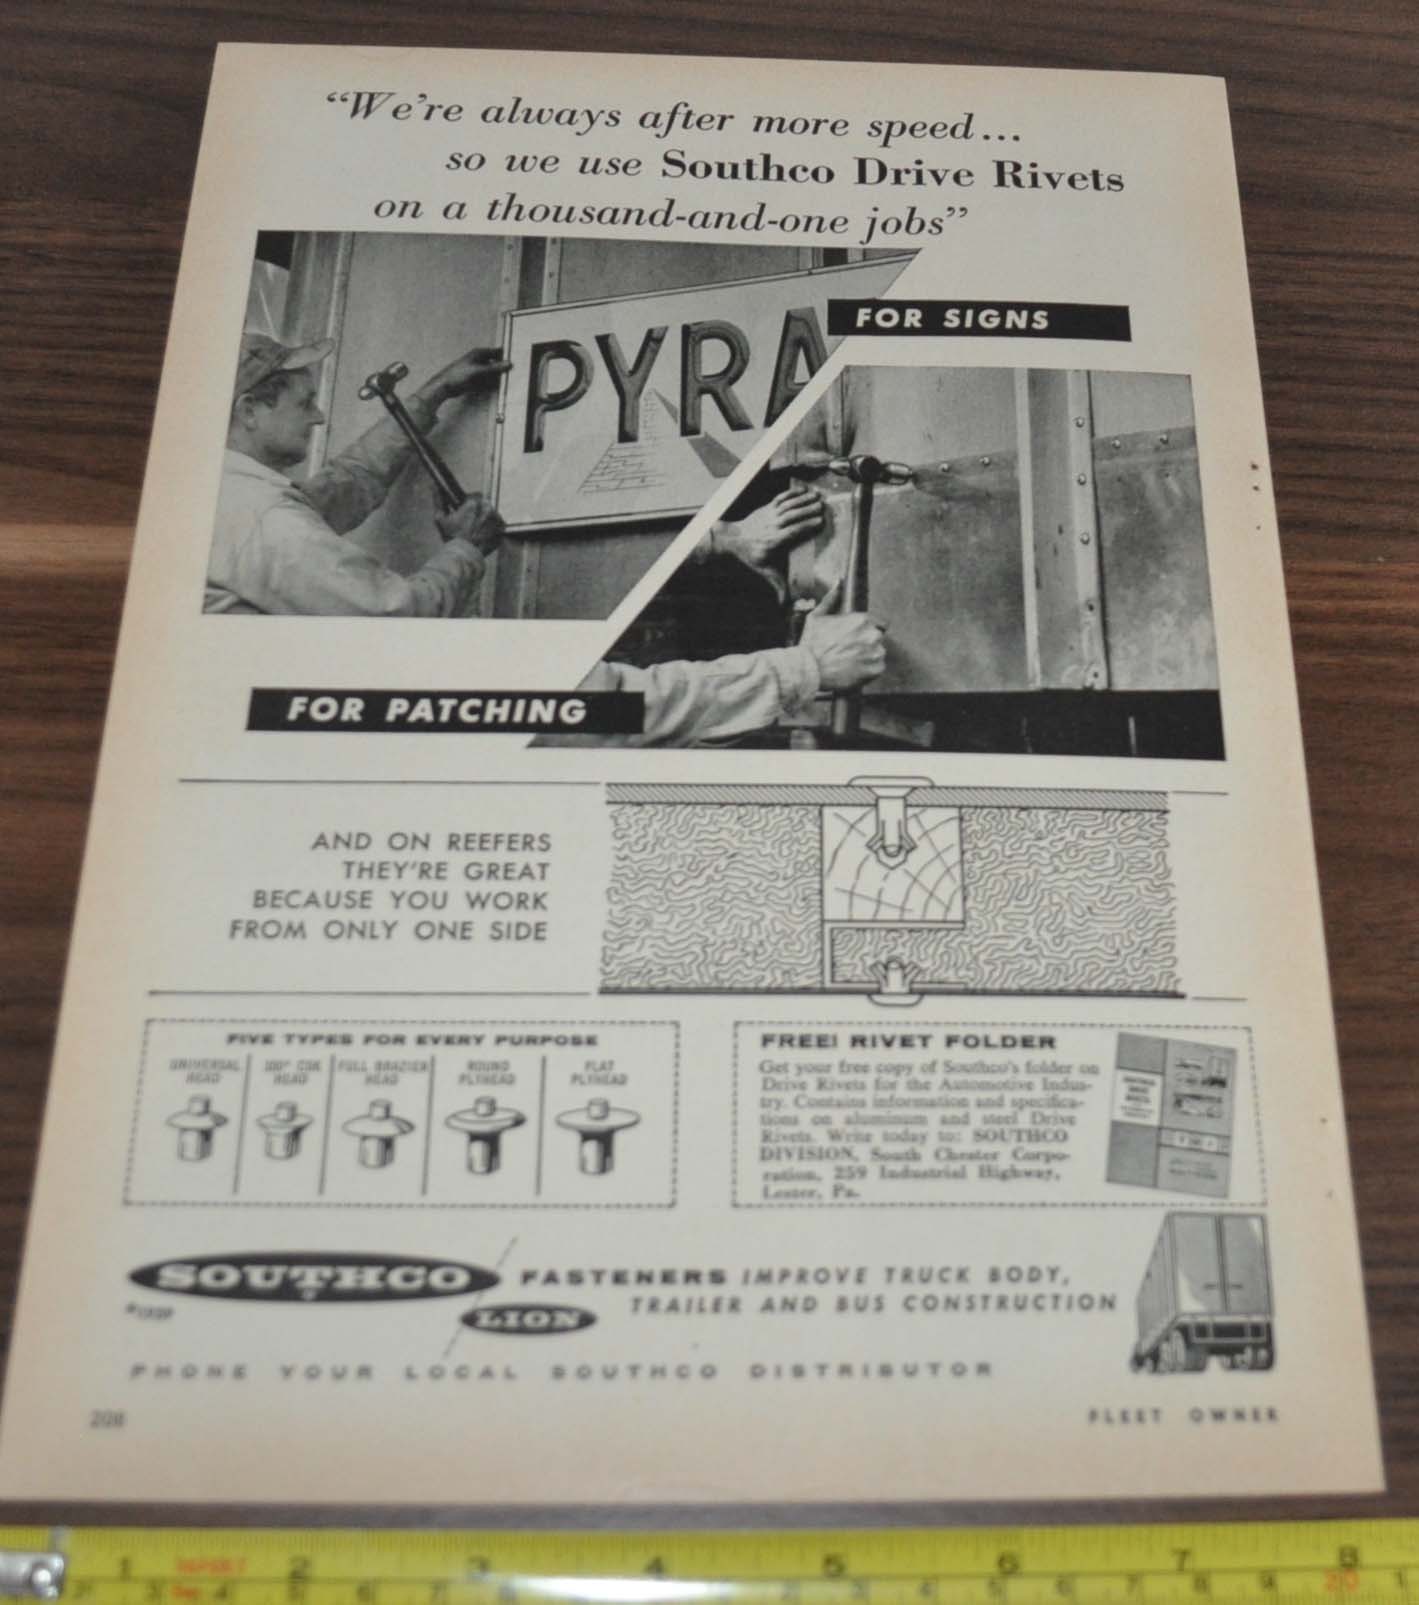 “We're always after more speed...
so we use Southco Drive Rivets
on a thousand-and-one jobs”
PYRA
FOR SIGNS
FOR PATCHING
AND ON REEFERS
THEY'RE GREAT
BECAUSE YOU WORK
FROM ONLY ONE SIDE
FIVE TYPES FOR EVERY PURPOSE
UNIVERSAL HEAD
100° CSK HEAD
FULL BRAZIER HEAD
ROUND PLYHEAD
FLAT PLYHEAD
FREE! RIVET FOLDER
Get your free copy of Southco's folder on
Drive Rivets for the Automotive Indus-
try. Contains information and specifica-
tions on aluminum and steel Drive
Rivets. Write today to: SOUTHCO
DIVISION, South Chester Corpo-
ration, 259 Industrial Highway,
Lester, Pa.
SOUTHCO
LION
FASTENERS IMPROVE TRUCK BODY,
TRAILER AND BUS CONSTRUCTION
PHONE YOUR LOCAL SOUTHCO DISTRIBUTOR
208
FLEET OWNER
1 2 3 4 5 6 7 8
20